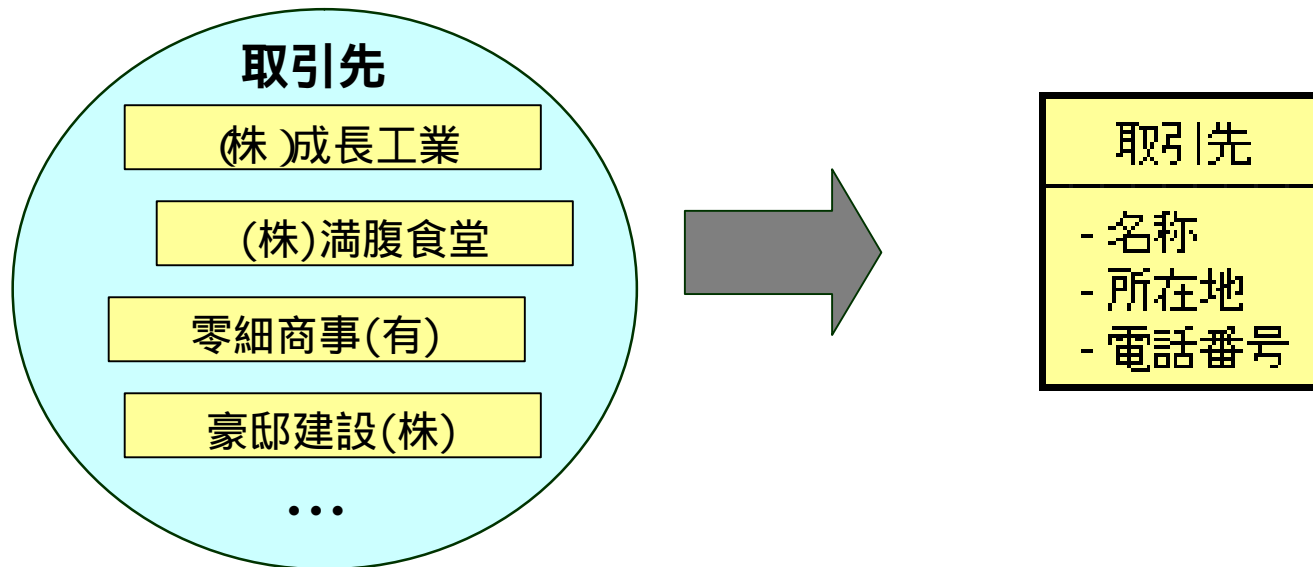 取引先
(株)成長工業
(株)満腹食堂
零細商事(有)
豪邸建設(株)
...
取引先
- 名称
- 所在地
- 電話番号